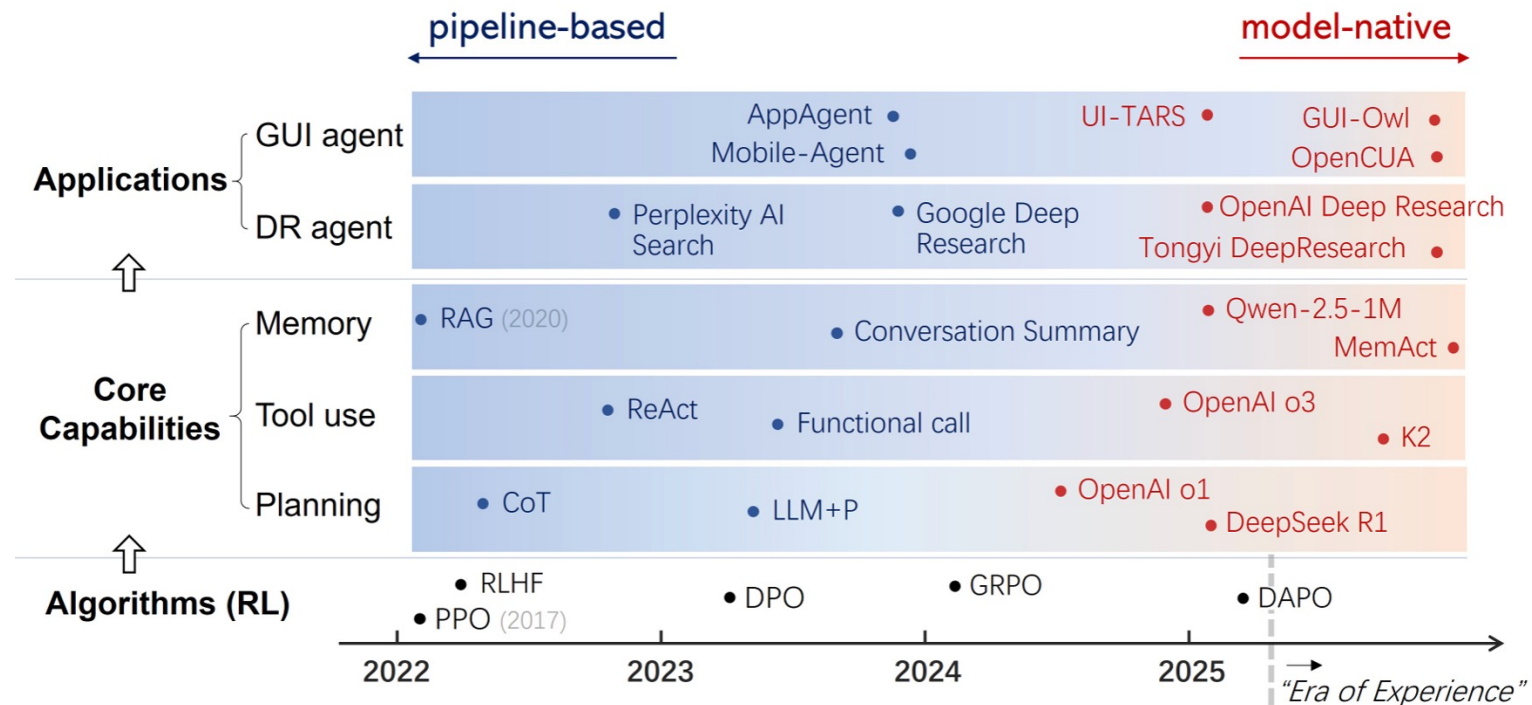 pipeline-based
model-native
Applications
GUI agent
AppAgent
Mobile-Agent
UI-TARS
GUI-Owl
OpenCUA
DR agent
Perplexity AI
Search
Google Deep
Research
OpenAI Deep Research
Tongyi DeepResearch
Core
Capabilities
Memory
RAG (2020)
Conversation Summary
Qwen-2.5-1M
MemAct
Tool use
ReAct
Functional call
OpenAI o3
K2
Planning
CoT
LLM+P
OpenAI o1
DeepSeek R1
Algorithms (RL)
RLHF
PPO (2017)
DPO
GRPO
DAPO
2022
2023
2024
2025
“Era of Experience”